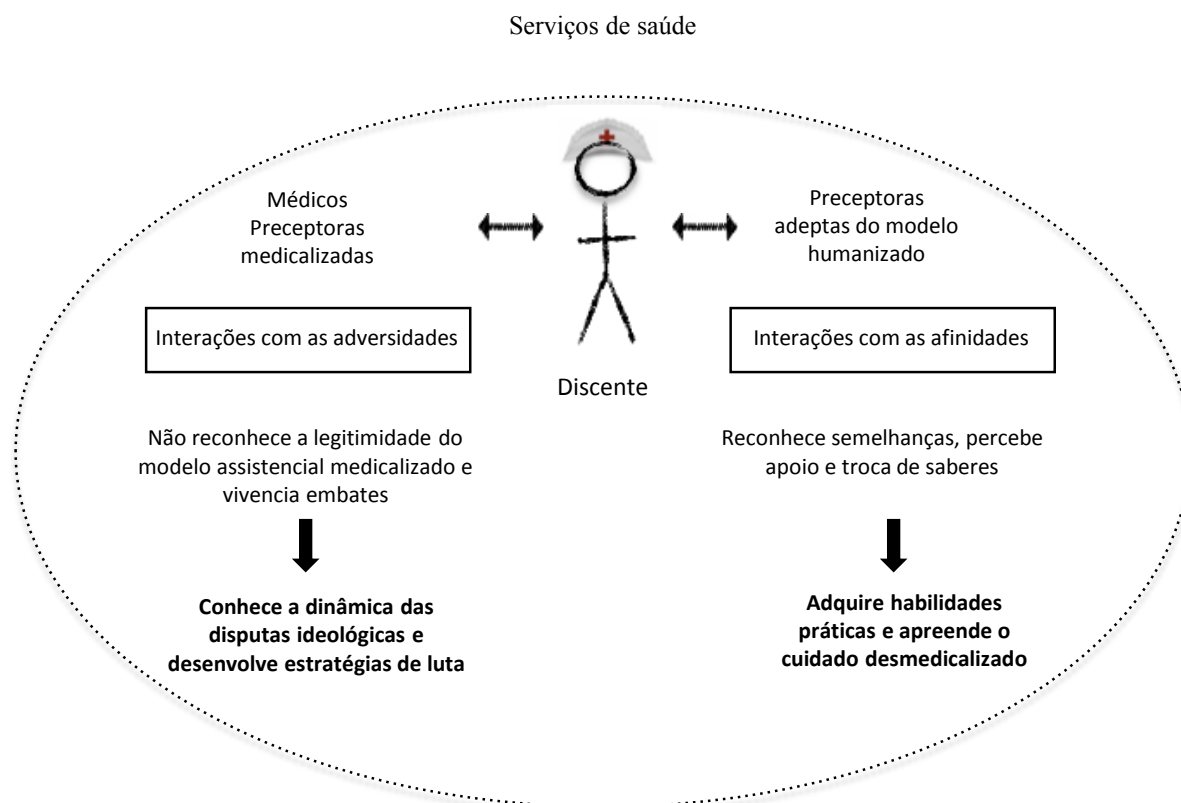 Serviços de saúde
Médicos
Preceptoras
medicalizadas
Preceptoras
adeptas do modelo
humanizado
Interações com as adversidades
Interações com as afinidades
Discente
Não reconhece a legitimidade do
modelo assistencial medicalizado e
vivencia embates
Reconhece semelhanças, percebe
apoio e troca de saberes
Conhece a dinâmica das
disputas ideológicas e
desenvolve estratégias de luta
Adquire habilidades
práticas e apreende o
cuidado desmedicalizado